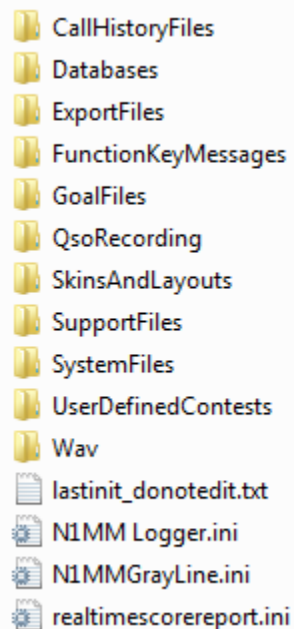 CallHistoryFiles
Databases
ExportFiles
FunctionKeyMessages
GoalFiles
QsoRecording
SkinsAndLayouts
SupportFiles
SystemFiles
UserDefinedContests
Wav
lastinit_donotedit.txt
N1MM Logger.ini
N1MMGrayLine.ini
realtimescorereport.ini